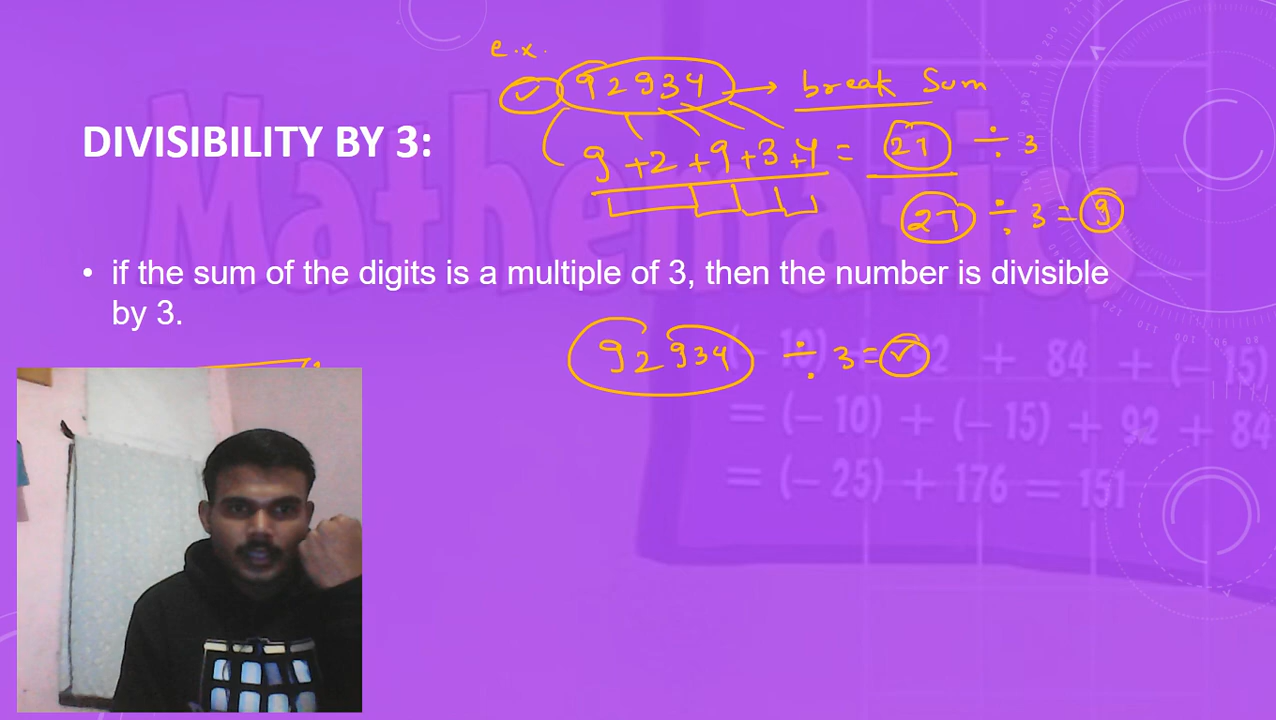 e.x.
92934 → break Sum
DIVISIBILITY BY 3:
9+2+9+3+4 = 27 ÷ 3
27 ÷ 3 = 9
Mathematics
• if the sum of the digits is a multiple of 3, then the number is divisible
by 3.
92934 ÷ 3 = ✓
(- 10) + 92 + 84 + (- 15)
= (- 10) + (- 15) + 92 + 84
= (- 25) + 176 = 151